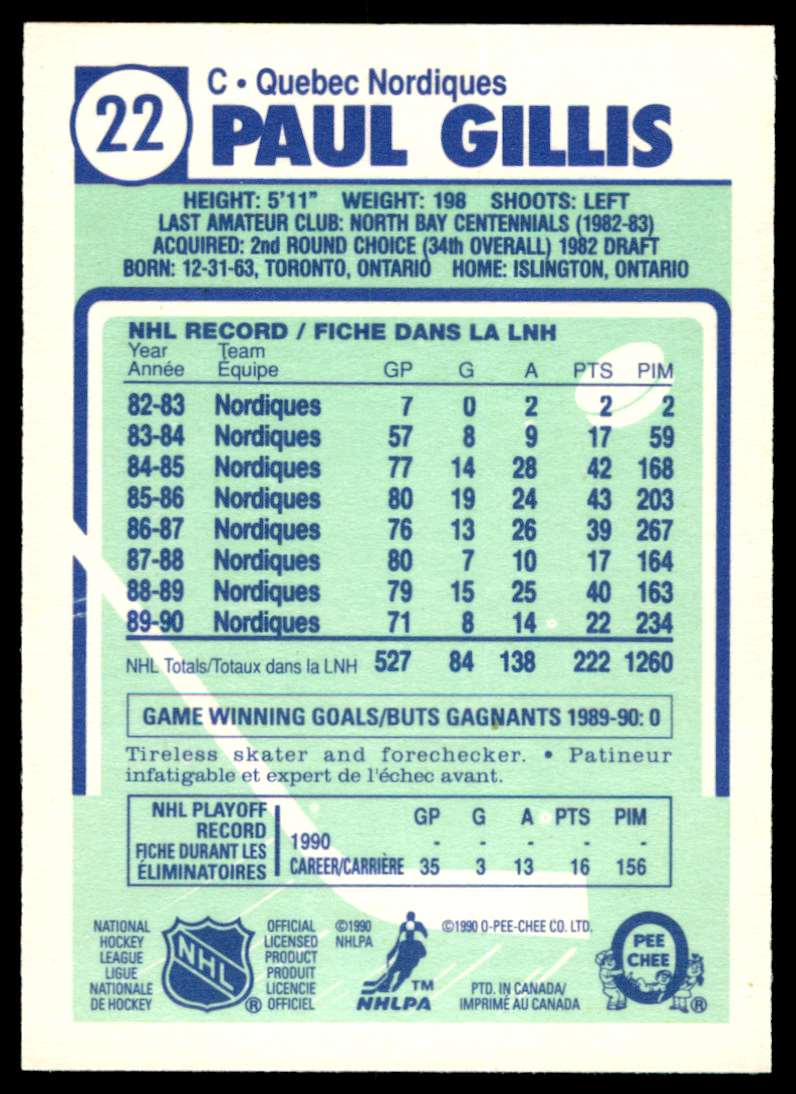 22
C • Quebec Nordiques
PAUL GILLIS
HEIGHT: 5'11" WEIGHT: 198 SHOOTS: LEFT
LAST AMATEUR CLUB: NORTH BAY CENTENNIALS (1982-83)
ACQUIRED: 2nd ROUND CHOICE (34th OVERALL) 1982 DRAFT
BORN: 12-31-63, TORONTO, ONTARIO HOME: ISLINGTON, ONTARIO
NHL RECORD / FICHE DANS LA LNH
Year Team
Année Équipe GP G A PTS PIM
82-83 Nordiques 7 0 2 2 2
83-84 Nordiques 57 8 9 17 59
84-85 Nordiques 77 14 28 42 168
85-86 Nordiques 80 19 24 43 203
86-87 Nordiques 76 13 26 39 267
87-88 Nordiques 80 7 10 17 164
88-89 Nordiques 79 15 25 40 163
89-90 Nordiques 71 8 14 22 234
NHL Totals/Totaux dans la LNH 527 84 138 222 1260
GAME WINNING GOALS/BUTS GAGNANTS 1989-90: 0
Tireless skater and forechecker. • Patineur
infatigable et expert de l'échec avant.
NHL PLAYOFF
RECORD
FICHE DURANT LES
ÉLIMINATOIRES
GP G A PTS PIM
1990 - - - - -
CAREER/CARRIÈRE 35 3 13 16 156
NATIONAL
HOCKEY
LEAGUE
LIGUE
NATIONALE
DE HOCKEY
NHL
®
OFFICIAL
LICENSED
PRODUCT
PRODUIT
LICENCIE
OFFICIEL
©1990
NHLPA
TM
NHLPA
©1990 O-PEE-CHEE CO. LTD.
PTD. IN CANADA/
IMPRIMÉ AU CANADA
O
PEE
CHEE
®